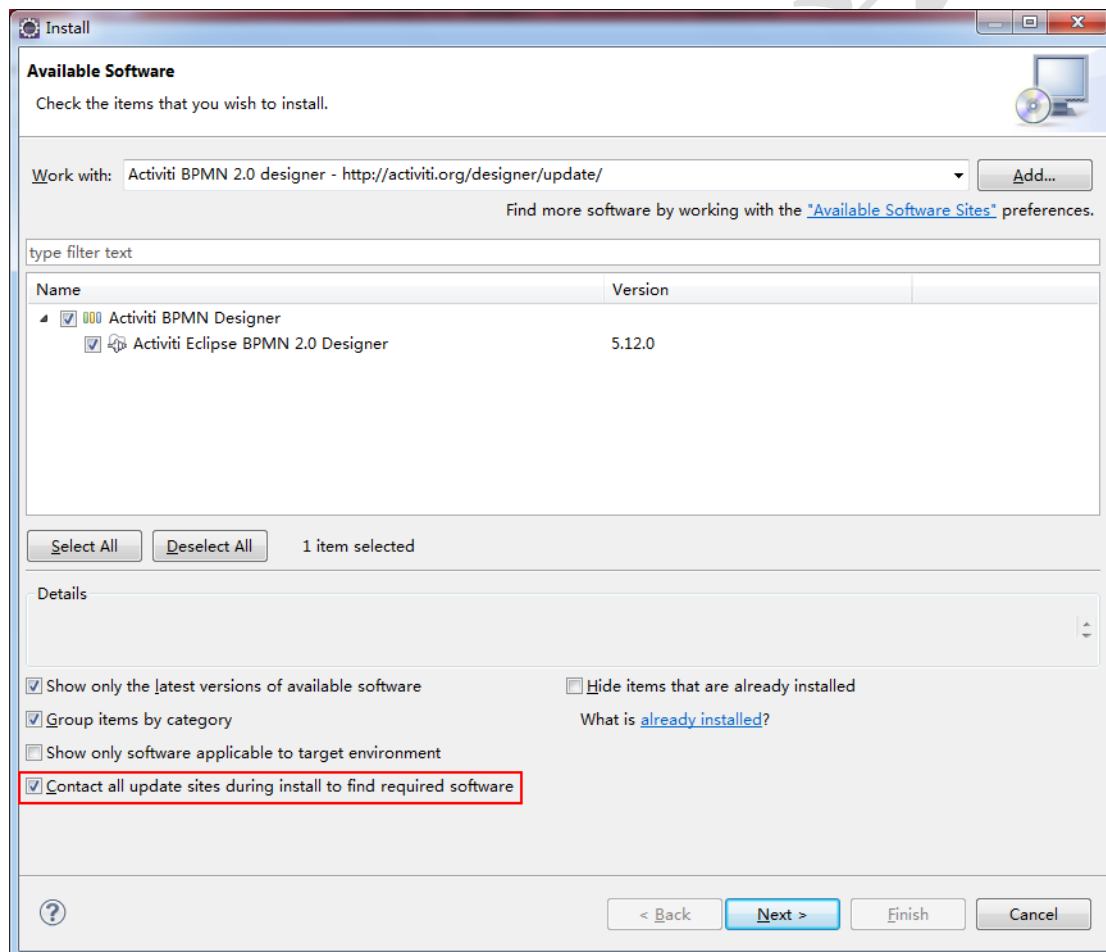 Install
Available Software
Check the items that you wish to install.
Work with: Activiti BPMN 2.0 designer - http://activiti.org/designer/update/ Add...
Find more software by working with the "Available Software Sites" preferences.
type filter text
Name Version
Activiti BPMN Designer
Activiti Eclipse BPMN 2.0 Designer 5.12.0
Select All Deselect All 1 item selected
Details
Show only the latest versions of available software Hide items that are already installed
Group items by category What is already installed?
Show only software applicable to target environment
Contact all update sites during install to find required software
< Back Next > Finish Cancel